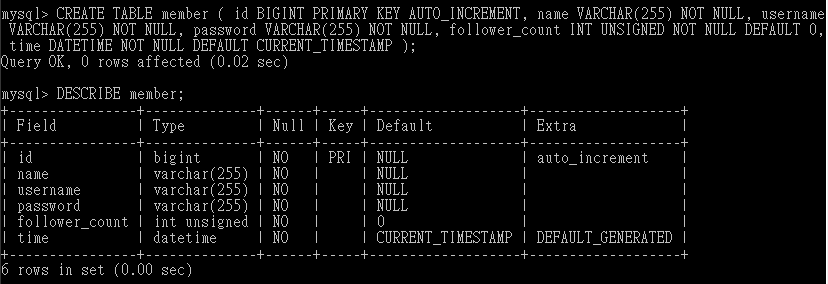 mysql> CREATE TABLE member ( id BIGINT PRIMARY KEY AUTO_INCREMENT, name VARCHAR(255) NOT NULL, username
 VARCHAR(255) NOT NULL, password VARCHAR(255) NOT NULL, follower_count INT UNSIGNED NOT NULL DEFAULT 0,
 time DATETIME NOT NULL DEFAULT CURRENT_TIMESTAMP );
Query OK, 0 rows affected (0.02 sec)

mysql> DESCRIBE member;
+----------------+--------------+------+-----+-------------------+-------------------+
| Field          | Type         | Null | Key | Default           | Extra             |
+----------------+--------------+------+-----+-------------------+-------------------+
| id             | bigint       | NO   | PRI | NULL              | auto_increment    |
| name           | varchar(255) | NO   |     | NULL              |                   |
| username       | varchar(255) | NO   |     | NULL              |                   |
| password       | varchar(255) | NO   |     | NULL              |                   |
| follower_count | int unsigned | NO   |     | 0                 |                   |
| time           | datetime     | NO   |     | CURRENT_TIMESTAMP | DEFAULT_GENERATED |
+----------------+--------------+------+-----+-------------------+-------------------+
6 rows in set (0.00 sec)